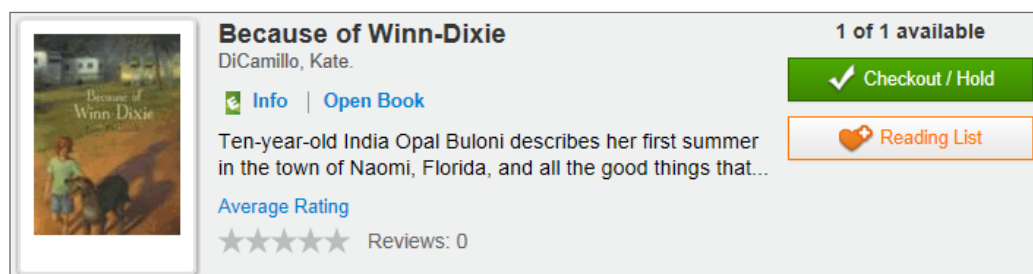 Because of
Winn Dixie
Because of Winn-Dixie
DiCamillo, Kate.
Info | Open Book
Ten-year-old India Opal Buloni describes her first summer
in the town of Naomi, Florida, and all the good things that...
Average Rating
Reviews: 0
1 of 1 available
Checkout / Hold
Reading List